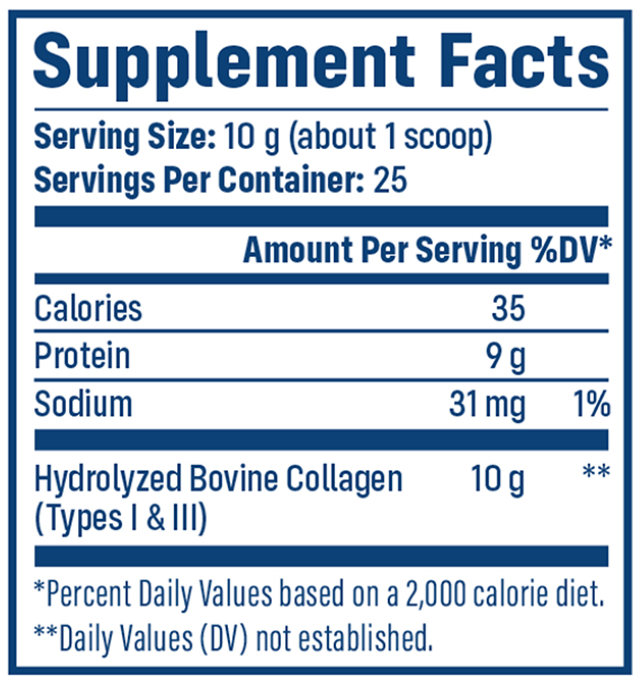 Supplement Facts
Serving Size: 10 g (about 1 scoop)
Servings Per Container: 25
Amount Per Serving %DV*
Calories 35
Protein 9 g
Sodium 31 mg 1%
Hydrolyzed Bovine Collagen 10 g **
(Types I & III)
*Percent Daily Values based on a 2,000 calorie diet.
**Daily Values (DV) not established.